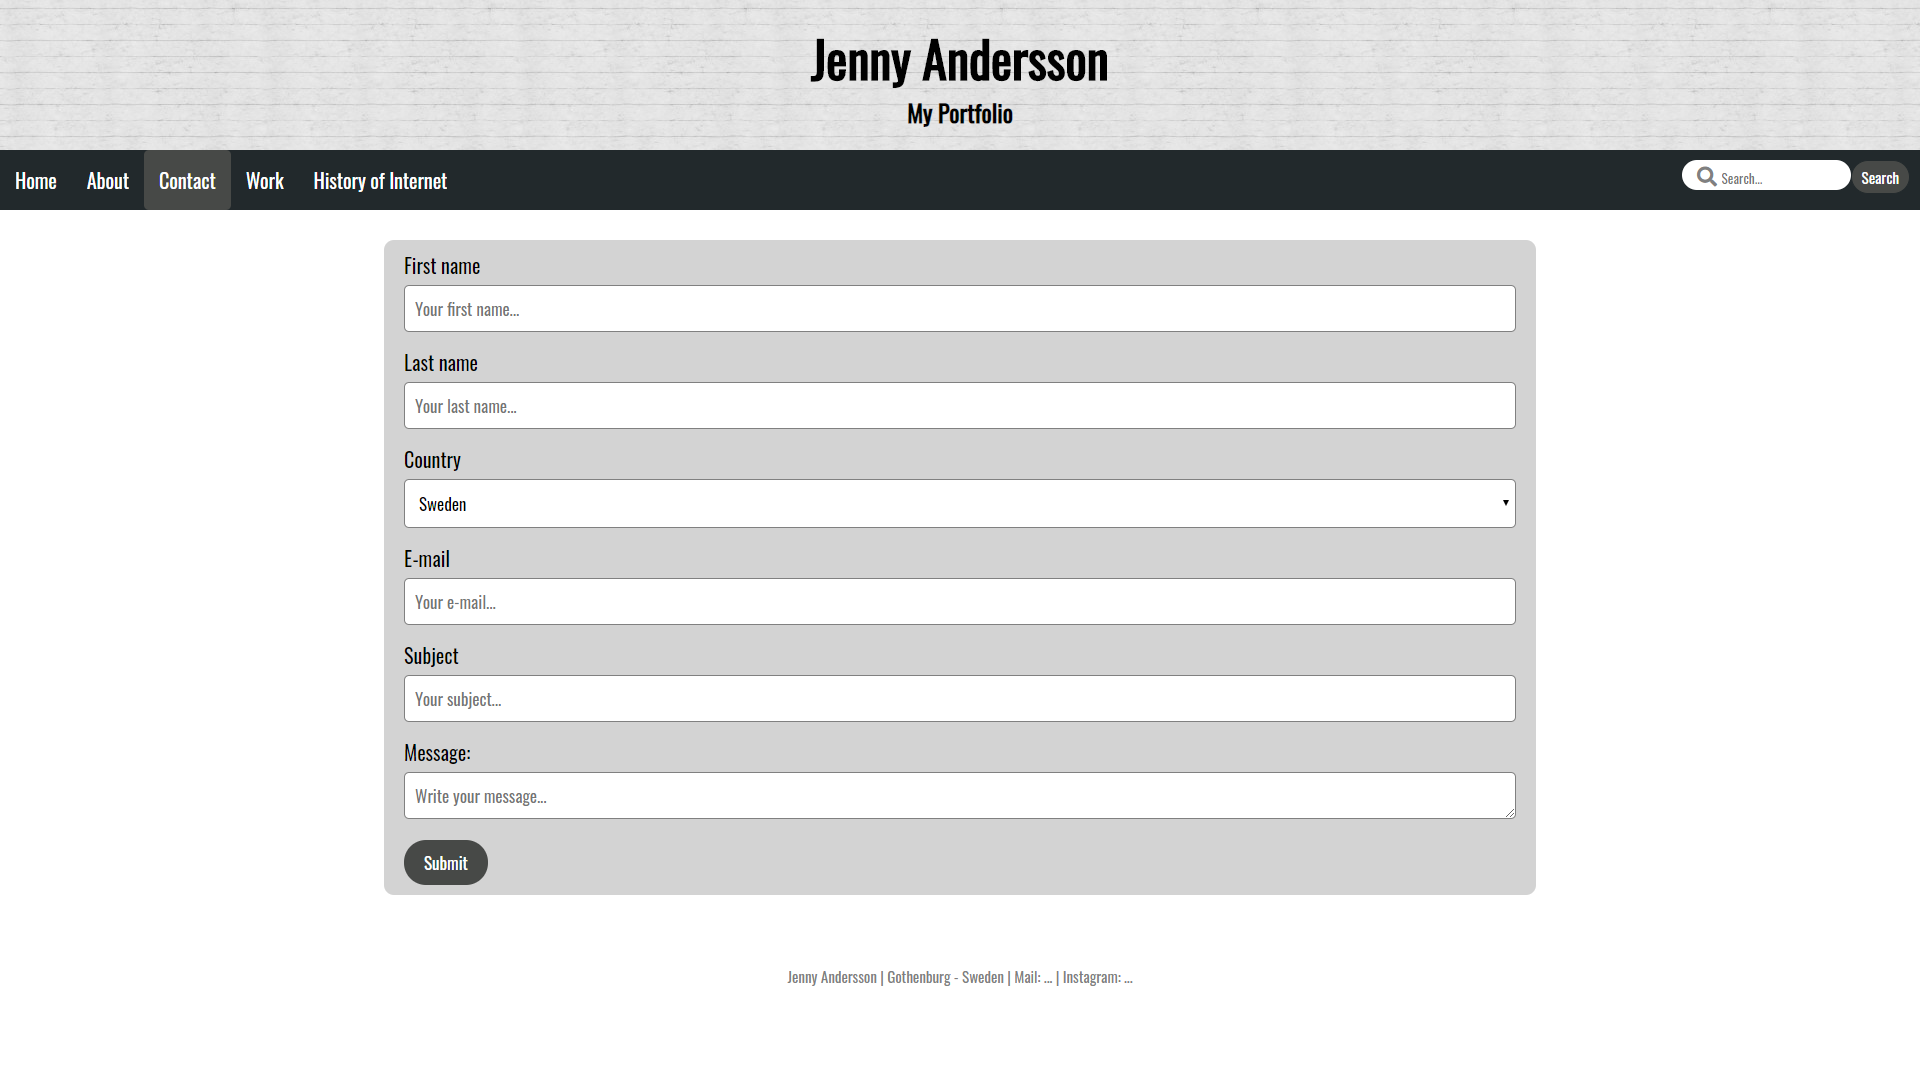 Jenny Andersson
My Portfolio
Home About Contact Work History of Internet Search... Search
First name
Your first name...
Last name
Your last name...
Country
Sweden
E-mail
Your e-mail...
Subject
Your subject...
Message:
Write your message...
Submit
Jenny Andersson | Gothenburg - Sweden | Mail: ... | Instagram: ...